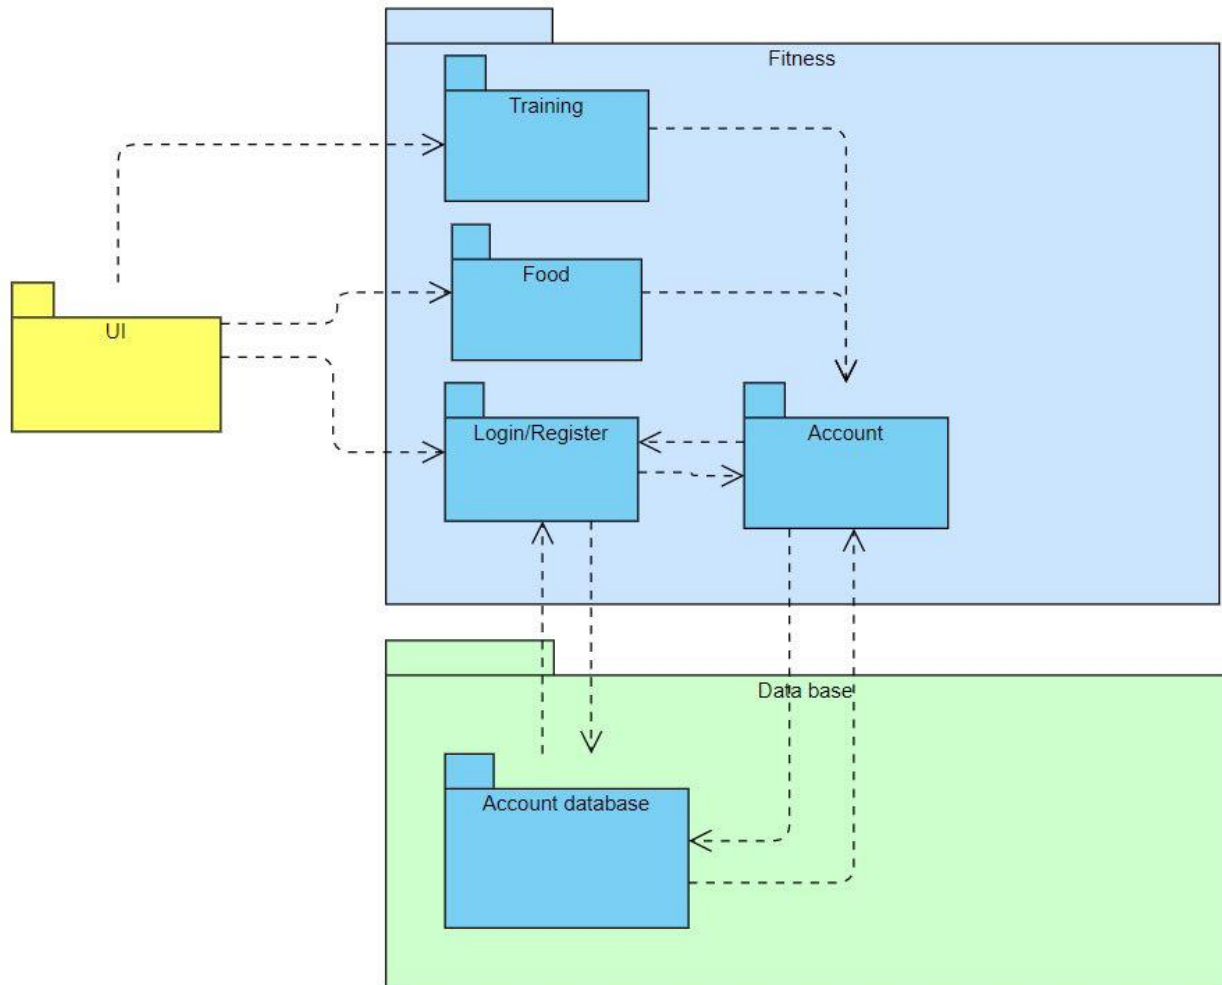 Fitness
Training
Food
UI
Login/Register
Account
Data base
Account database